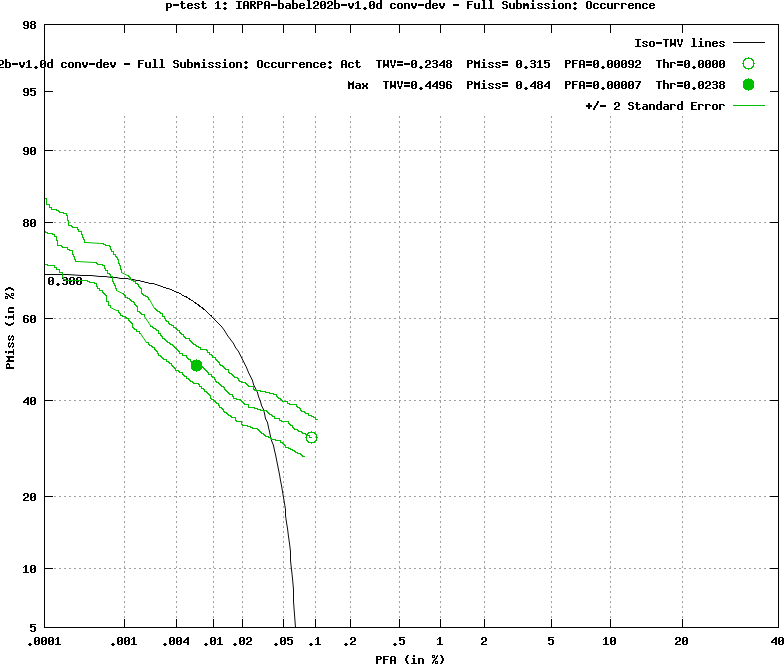 p-test 1: IARPA-babel202b-v1.0d conv-dev - Full Submission: Occurrence
98
Iso-TWV lines
2b-v1.0d conv-dev - Full Submission: Occurrence: Act TWV=-0.2348 PMiss= 0.315 PFA=0.00092 Thr=0.0000
Max TWV=0.4496 PMiss= 0.484 PFA=0.00007 Thr=0.0238
95
+/- 2 Standard Error
90
80
0.300
60
PMiss (in %)
40
20
10
5
.0001 .001 .004 .01 .02 .05 .1 .2 .5 1 2 5 10 20 40
PFA (in %)